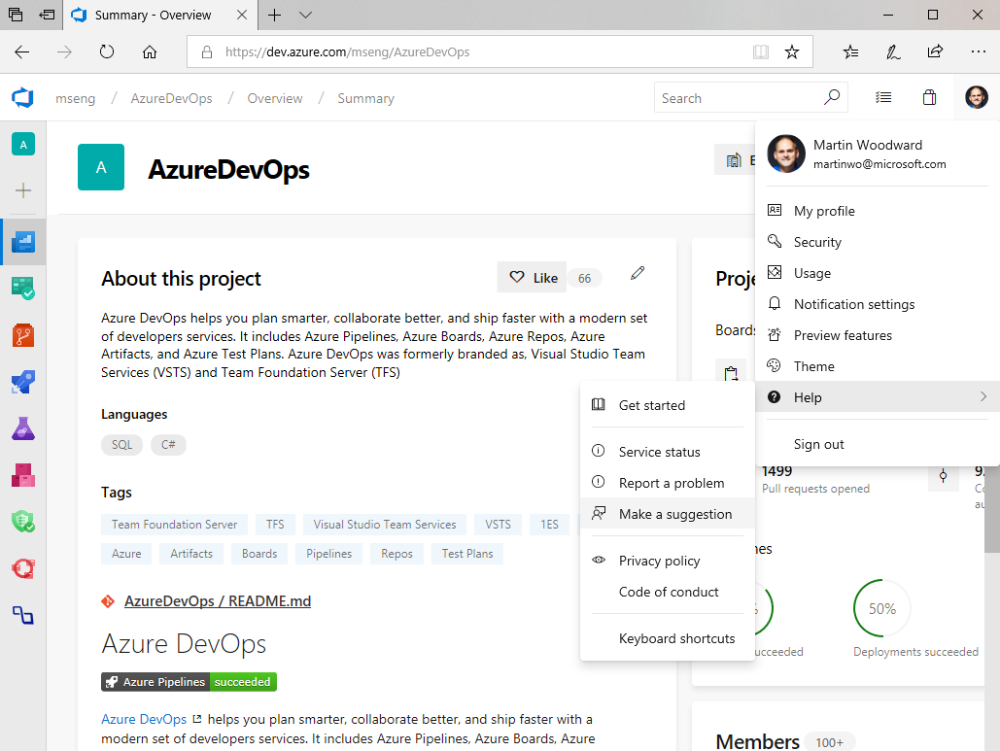 Summary - Overview
https://dev.azure.com/mseng/AzureDevOps
mseng / AzureDevOps / Overview / Summary
Search
A
A
AzureDevOps
E
Martin Woodward
martinwo@microsoft.com
My profile
Security
Usage
Notification settings
Preview features
Theme
Help
Sign out
Get started
Service status
Report a problem
Make a suggestion
Privacy policy
Code of conduct
Keyboard shortcuts
About this project
Like 66
Azure DevOps helps you plan smarter, collaborate better, and ship faster with a modern set
of developers services. It includes Azure Pipelines, Azure Boards, Azure Repos, Azure
Artifacts, and Azure Test Plans. Azure DevOps was formerly branded as, Visual Studio Team
Services (VSTS) and Team Foundation Server (TFS)
Languages
SQL C#
Tags
Team Foundation Server TFS Visual Studio Team Services VSTS 1ES
Azure Artifacts Boards Pipelines Repos Test Plans
AzureDevOps / README.md
Azure DevOps
Azure Pipelines succeeded
Azure DevOps helps you plan smarter, collaborate better, and ship faster with a
modern set of developers services. It includes Azure Pipelines, Azure Boards, Azure
Proje
Boards
1499
Pull requests opened
50%
Deployments succeeded
Members 100+